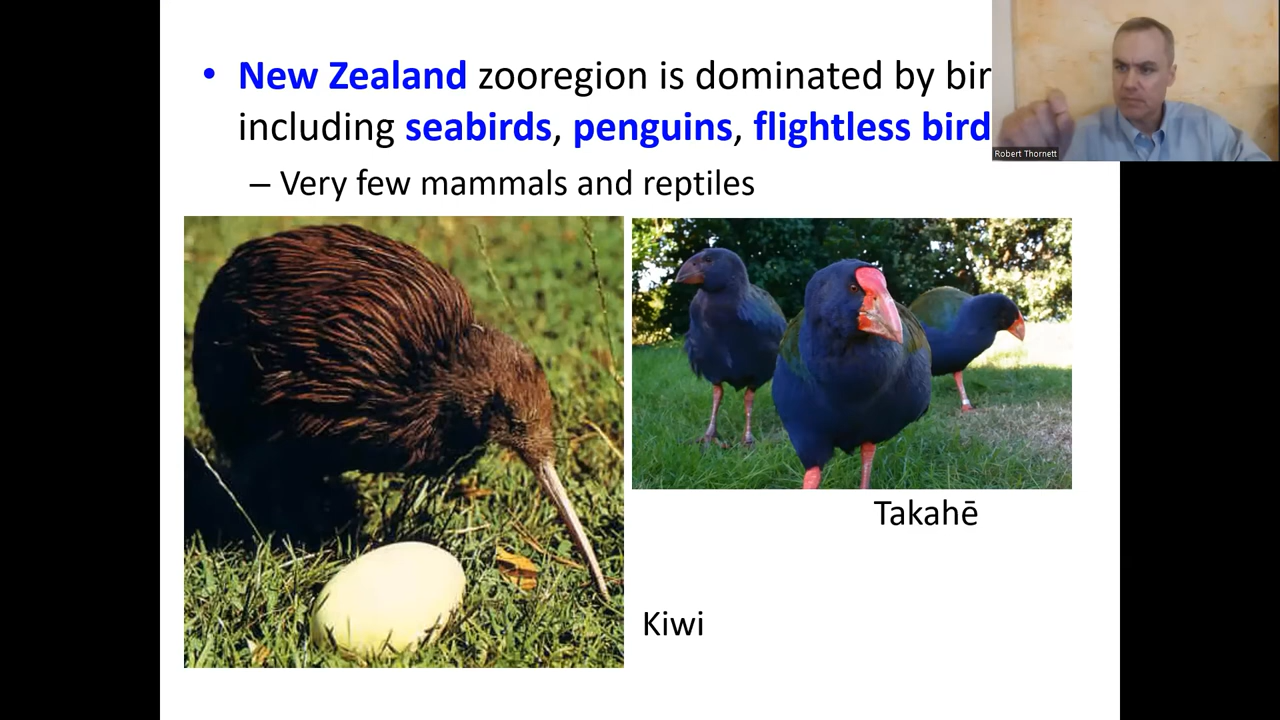 • New Zealand zooregion is dominated by bir
including seabirds, penguins, flightless bird
– Very few mammals and reptiles
Robert Thornett
Takahē
Kiwi